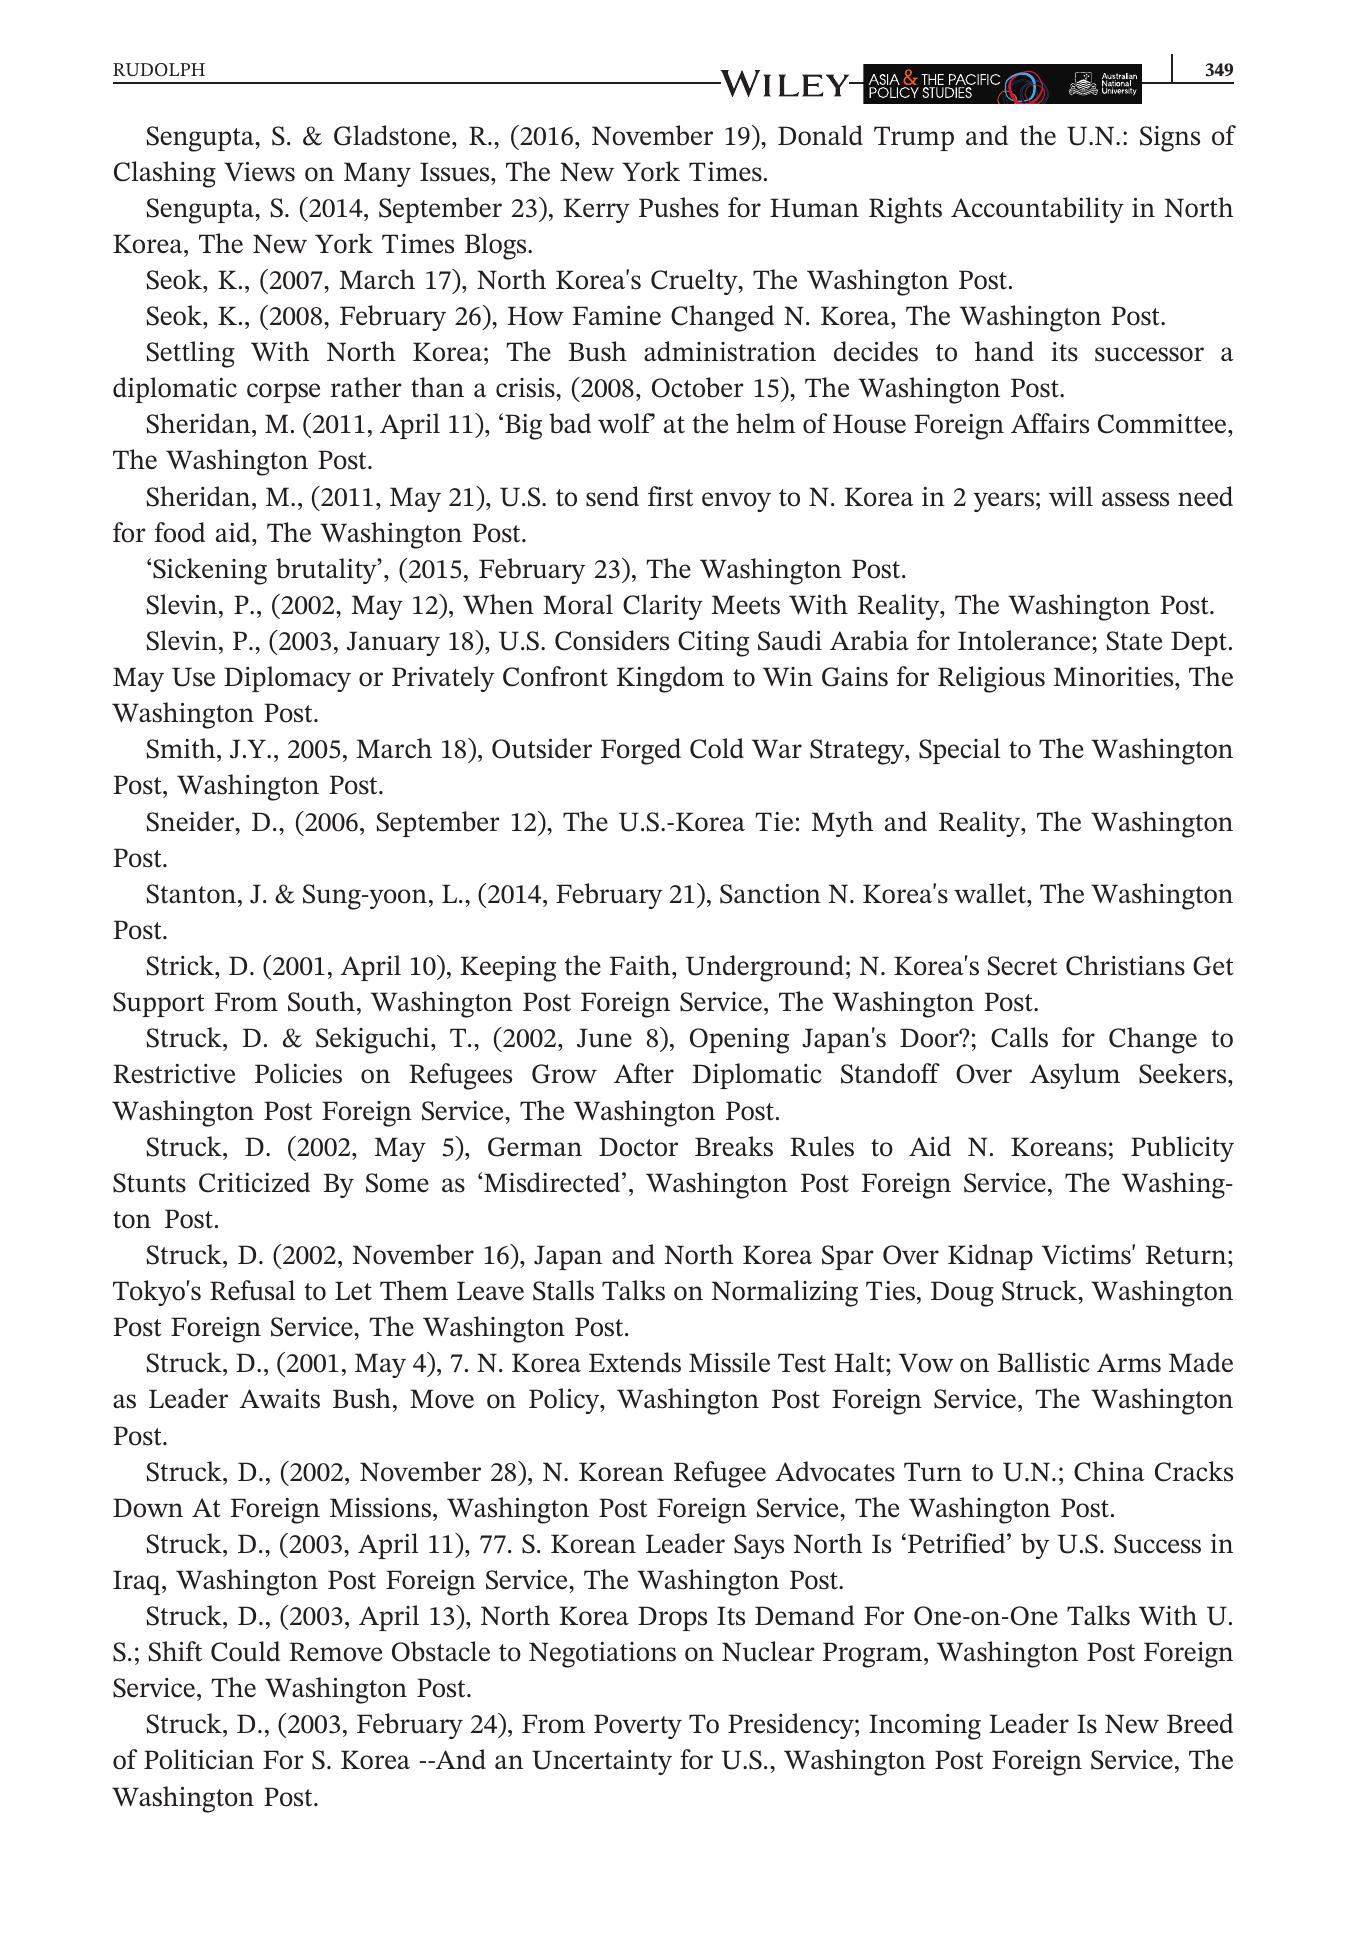 RUDOLPH
WILEY
ASIA & THE PACIFIC
POLICY STUDIES
Australian
National
University
349
Sengupta, S. & Gladstone, R., (2016, November 19), Donald Trump and the U.N.: Signs of
Clashing Views on Many Issues, The New York Times.
Sengupta, S. (2014, September 23), Kerry Pushes for Human Rights Accountability in North
Korea, The New York Times Blogs.
Seok, K., (2007, March 17), North Korea's Cruelty, The Washington Post.
Seok, K., (2008, February 26), How Famine Changed N. Korea, The Washington Post.
Settling With North Korea; The Bush administration decides to hand its successor a
diplomatic corpse rather than a crisis, (2008, October 15), The Washington Post.
Sheridan, M. (2011, April 11), ‘Big bad wolf’ at the helm of House Foreign Affairs Committee,
The Washington Post.
Sheridan, M., (2011, May 21), U.S. to send first envoy to N. Korea in 2 years; will assess need
for food aid, The Washington Post.
‘Sickening brutality’, (2015, February 23), The Washington Post.
Slevin, P., (2002, May 12), When Moral Clarity Meets With Reality, The Washington Post.
Slevin, P., (2003, January 18), U.S. Considers Citing Saudi Arabia for Intolerance; State Dept.
May Use Diplomacy or Privately Confront Kingdom to Win Gains for Religious Minorities, The
Washington Post.
Smith, J.Y., 2005, March 18), Outsider Forged Cold War Strategy, Special to The Washington
Post, Washington Post.
Sneider, D., (2006, September 12), The U.S.-Korea Tie: Myth and Reality, The Washington
Post.
Stanton, J. & Sung-yoon, L., (2014, February 21), Sanction N. Korea's wallet, The Washington
Post.
Strick, D. (2001, April 10), Keeping the Faith, Underground; N. Korea's Secret Christians Get
Support From South, Washington Post Foreign Service, The Washington Post.
Struck, D. & Sekiguchi, T., (2002, June 8), Opening Japan's Door?; Calls for Change to
Restrictive Policies on Refugees Grow After Diplomatic Standoff Over Asylum Seekers,
Washington Post Foreign Service, The Washington Post.
Struck, D. (2002, May 5), German Doctor Breaks Rules to Aid N. Koreans; Publicity
Stunts Criticized By Some as ‘Misdirected’, Washington Post Foreign Service, The Washing-
ton Post.
Struck, D. (2002, November 16), Japan and North Korea Spar Over Kidnap Victims' Return;
Tokyo's Refusal to Let Them Leave Stalls Talks on Normalizing Ties, Doug Struck, Washington
Post Foreign Service, The Washington Post.
Struck, D., (2001, May 4), 7. N. Korea Extends Missile Test Halt; Vow on Ballistic Arms Made
as Leader Awaits Bush, Move on Policy, Washington Post Foreign Service, The Washington
Post.
Struck, D., (2002, November 28), N. Korean Refugee Advocates Turn to U.N.; China Cracks
Down At Foreign Missions, Washington Post Foreign Service, The Washington Post.
Struck, D., (2003, April 11), 77. S. Korean Leader Says North Is ‘Petrified’ by U.S. Success in
Iraq, Washington Post Foreign Service, The Washington Post.
Struck, D., (2003, April 13), North Korea Drops Its Demand For One-on-One Talks With U.
S.; Shift Could Remove Obstacle to Negotiations on Nuclear Program, Washington Post Foreign
Service, The Washington Post.
Struck, D., (2003, February 24), From Poverty To Presidency; Incoming Leader Is New Breed
of Politician For S. Korea --And an Uncertainty for U.S., Washington Post Foreign Service, The
Washington Post.